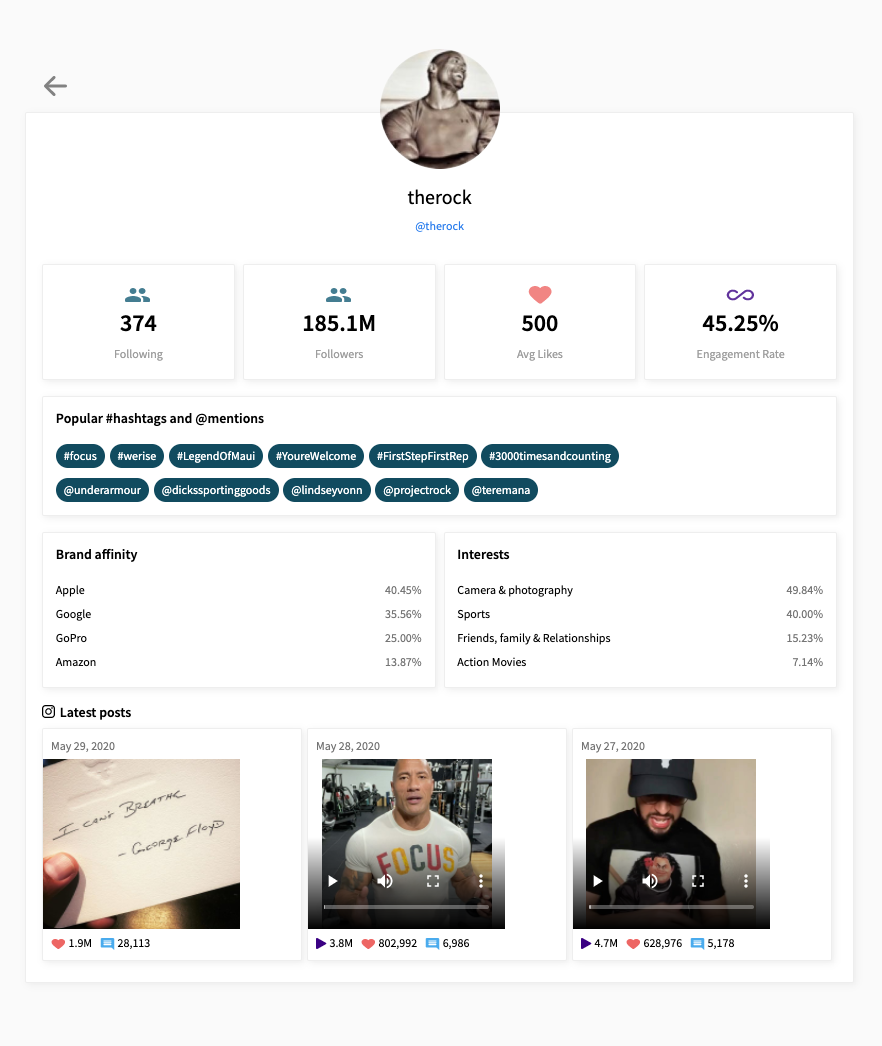 therock
@therock
374
Following
185.1M
Followers
500
Avg Likes
45.25%
Engagement Rate
Popular #hashtags and @mentions
#focus #werise #LegendOfMaui #YoureWelcome #FirstStepFirstRep #3000timesandcounting
@underarmour @dickssportinggoods @lindseyvonn @projectrock @teremana
Brand affinity
Apple 40.45%
Google 35.56%
GoPro 25.00%
Amazon 13.87%
Interests
Camera & photography 49.84%
Sports 40.00%
Friends, family & Relationships 15.23%
Action Movies 7.14%
Latest posts
May 29, 2020
I can't BREATHE
- GEORGE FLOYD
1.9M 28,113
May 28, 2020
FOCUS
3.8M 802,992 6,986
May 27, 2020
4.7M 628,976 5,178